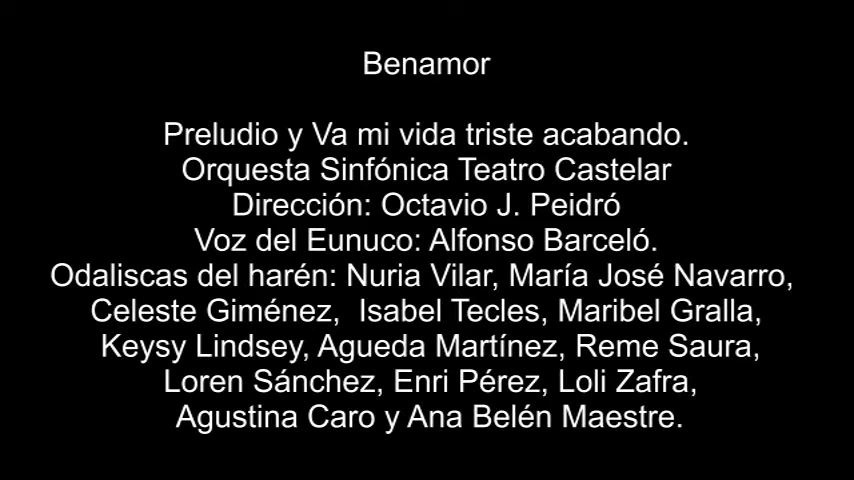 Benamor
Preludio y Va mi vida triste acabando.
Orquesta Sinfónica Teatro Castelar
Dirección: Octavio J. Peidró
Voz del Eunuco: Alfonso Barceló.
Odaliscas del harén: Nuria Vilar, María José Navarro,
Celeste Giménez,  Isabel Tecles, Maribel Gralla,
Keysy Lindsey, Agueda Martínez, Reme Saura,
Loren Sánchez, Enri Pérez, Loli Zafra,
Agustina Caro y Ana Belén Maestre.